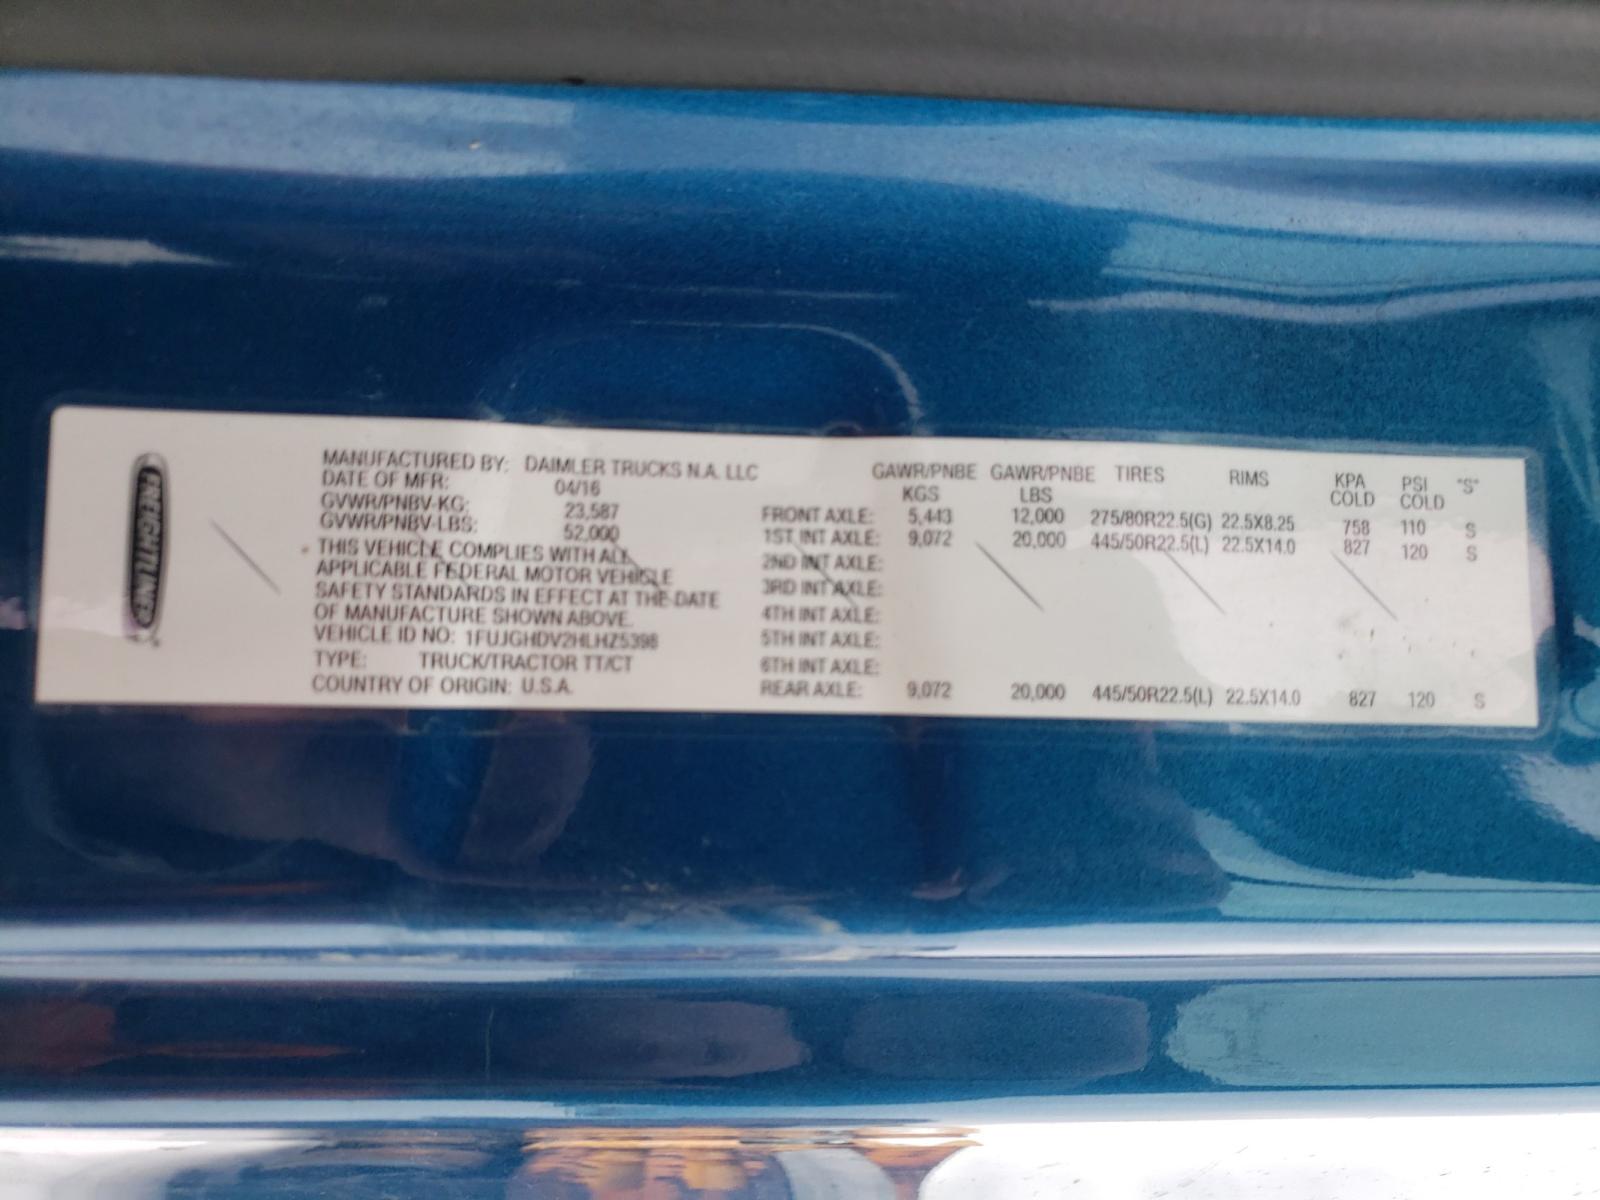 FREIGHTLINER
MANUFACTURED BY: DAIMLER TRUCKS N.A. LLC
DATE OF MFR: 04/16
GVWR/PNBV-KG: 23,587
GVWR/PNBV-LBS: 52,000
THIS VEHICLE COMPLIES WITH ALL
APPLICABLE FEDERAL MOTOR VEHICLE
SAFETY STANDARDS IN EFFECT AT THE DATE
OF MANUFACTURE SHOWN ABOVE.
VEHICLE ID NO: 1FUJGHDV2HLHZ5398
TYPE: TRUCK/TRACTOR TT/CT
COUNTRY OF ORIGIN: U.S.A.
GAWR/PNBE GAWR/PNBE TIRES RIMS KPA PSI "S"
KGS LBS COLD COLD
FRONT AXLE: 5,443 12,000 275/80R22.5(G) 22.5X8.25 758 110 S
1ST INT AXLE: 9,072 20,000 445/50R22.5(L) 22.5X14.0 827 120 S
2ND INT AXLE:
3RD INT AXLE:
4TH INT AXLE:
5TH INT AXLE:
6TH INT AXLE:
REAR AXLE: 9,072 20,000 445/50R22.5(L) 22.5X14.0 827 120 S